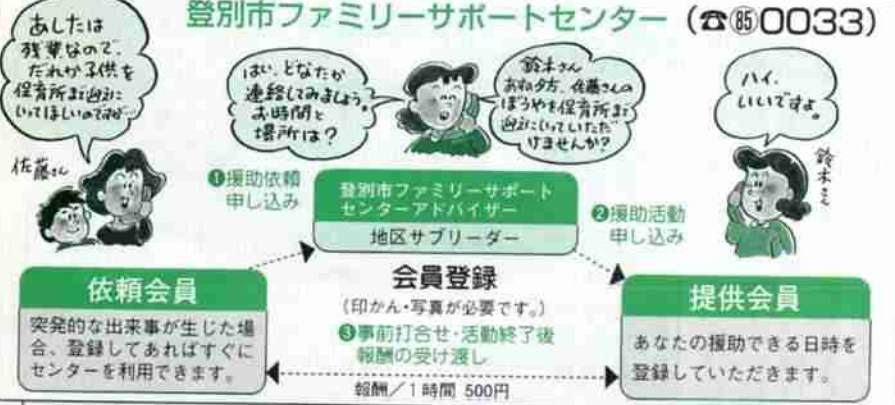 登別市ファミリーサポートセンター(☎85 0033)
あしたは
残業なので、
だれか子供を
保育所まで迎えに
いってほしいのですが…
佐藤さん
はい、どなたか
連絡してみましょう。
お時間と
場所は?
鈴木さん
あすの夕方、佐藤さんの
ぼうやを保育所まで
迎えにいっていただ
けませんか?
ハイ、
いいですよ。
鈴木さん
❶援助依頼
申し込み
登別市ファミリーサポート
センターアドバイザー
地区サブリーダー
❷援助活動
申し込み
依頼会員
突発的な出来事が生じた場
合、登録してあればすぐに
センターを利用できます。
会員登録
(印かん・写真が必要です。)
❸事前打合せ・活動終了後
報酬の受け渡し
報酬/1時間 500円
提供会員
あなたの援助できる日時を
登録していただきます。